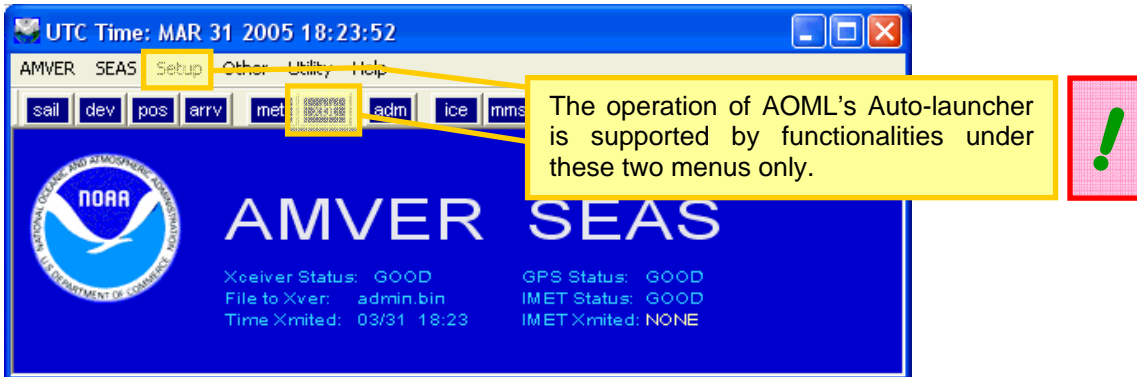 UTC Time: MAR 31 2005 18:23:52
AMVER SEAS Setup Other Utility Help
sail dev pos arrv met adm ice mms
The operation of AOML's Auto-launcher
is supported by functionalities under
these two menus only.
!
NATIONAL OCEANIC AND ATMOSPHERIC ADMINISTRATION
NOAA
U.S. DEPARTMENT OF COMMERCE
AMVER SEAS
Xceiver Status: GOOD GPS Status: GOOD
File to Xver: admin.bin IMET Status: GOOD
Time Xmited: 03/31 18:23 IMET Xmited: NONE